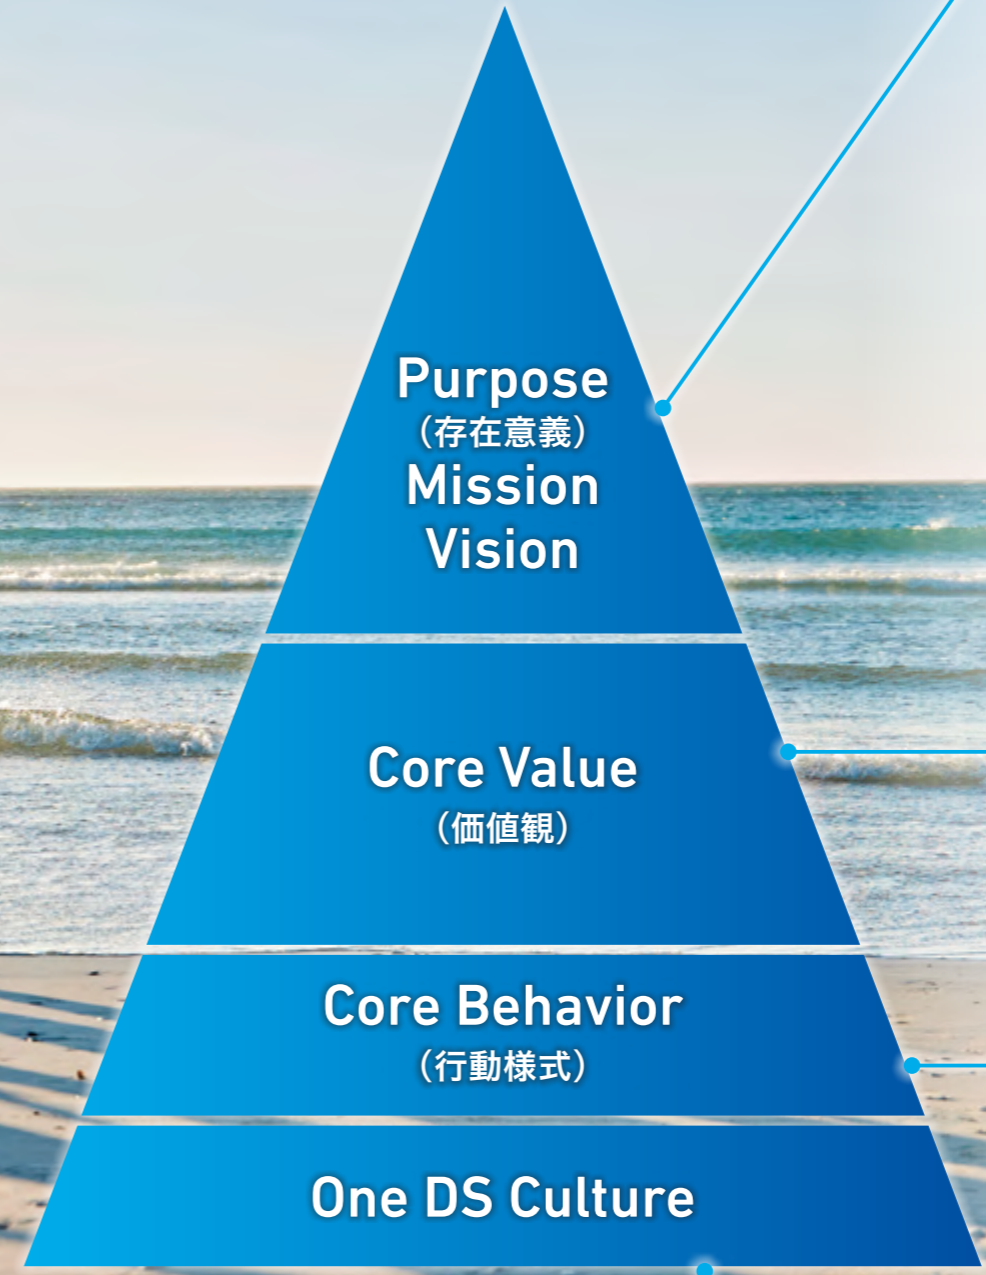 Purpose
（存在意義）
Mission
Vision
Core Value
（価値観）
Core Behavior
（行動様式）
One DS Culture